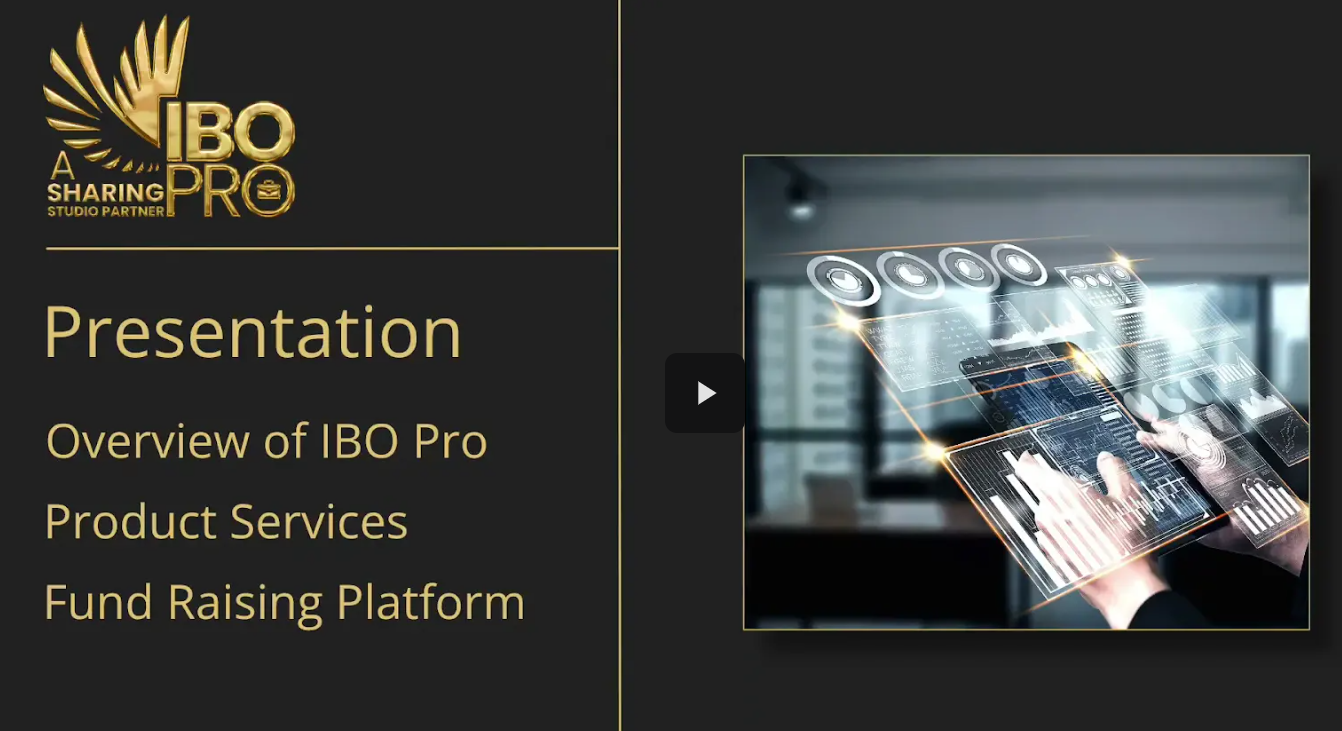 IBO
PRO
A
SHARING
STUDIO PARTNER
Presentation
Overview of IBO Pro
Product Services
Fund Raising Platform